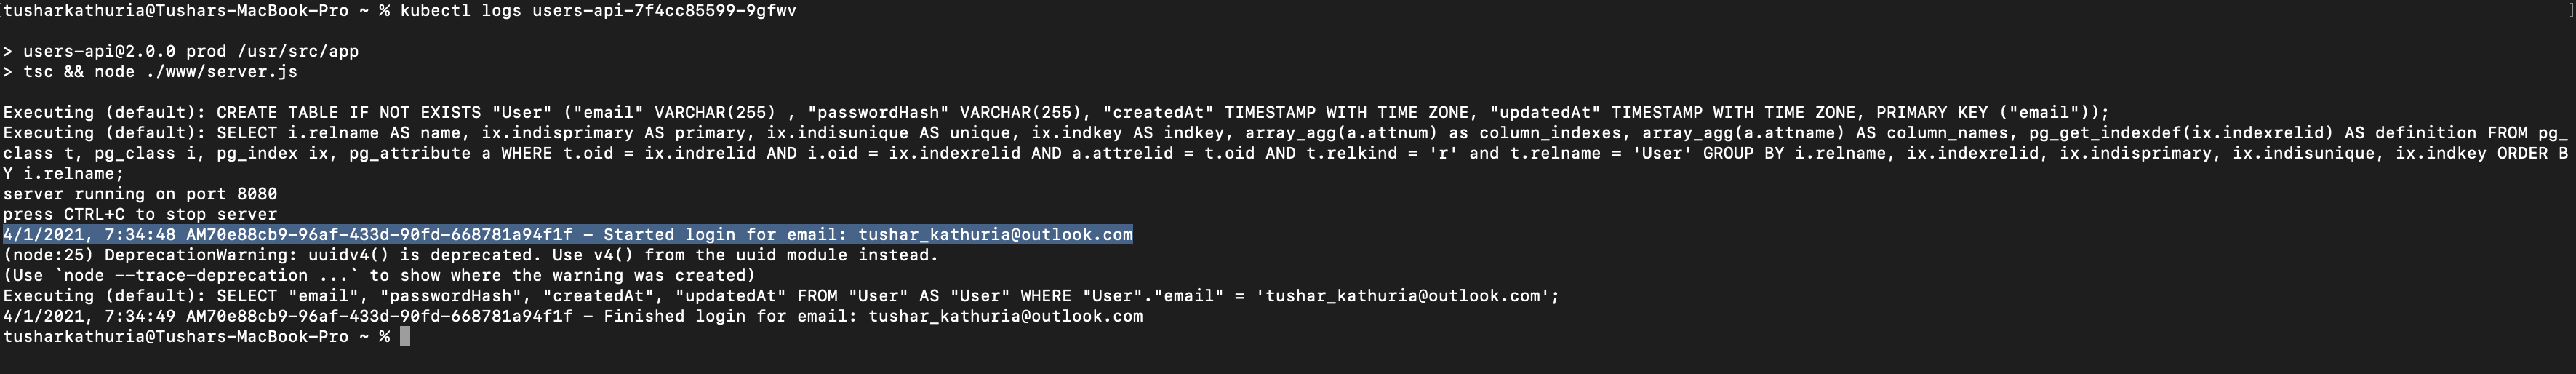 tusharkathuria@Tushars-MacBook-Pro ~ % kubectl logs users-api-7f4cc85599-9gfwv
> users-api@2.0.0 prod /usr/src/app
> tsc && node ./www/server.js
Executing (default): CREATE TABLE IF NOT EXISTS "User" ("email" VARCHAR(255) , "passwordHash" VARCHAR(255), "createdAt" TIMESTAMP WITH TIME ZONE, "updatedAt" TIMESTAMP WITH TIME ZONE, PRIMARY KEY ("email"));
Executing (default): SELECT i.relname AS name, ix.indisprimary AS primary, ix.indisunique AS unique, ix.indkey AS indkey, array_agg(a.attnum) as column_indexes, array_agg(a.attname) AS column_names, pg_get_indexdef(ix.indexrelid) AS definition FROM pg_
class t, pg_class i, pg_index ix, pg_attribute a WHERE t.oid = ix.indrelid AND i.oid = ix.indexrelid AND a.attrelid = t.oid AND t.relkind = 'r' and t.relname = 'User' GROUP BY i.relname, ix.indexrelid, ix.indisprimary, ix.indisunique, ix.indkey ORDER B
Y i.relname;
server running on port 8080
press CTRL+C to stop server
4/1/2021, 7:34:48 AM70e88cb9-96af-433d-90fd-668781a94f1f - Started login for email: tushar_kathuria@outlook.com
(node:25) DeprecationWarning: uuidv4() is deprecated. Use v4() from the uuid module instead.
(Use `node --trace-deprecation ...` to show where the warning was created)
Executing (default): SELECT "email", "passwordHash", "createdAt", "updatedAt" FROM "User" AS "User" WHERE "User"."email" = 'tushar_kathuria@outlook.com';
4/1/2021, 7:34:49 AM70e88cb9-96af-433d-90fd-668781a94f1f - Finished login for email: tushar_kathuria@outlook.com
tusharkathuria@Tushars-MacBook-Pro ~ %